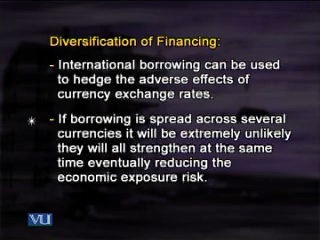 Diversification of Financing:
- International borrowing can be used
to hedge the adverse effects of
currency exchange rates.
- If borrowing is spread across several
currencies it will be extremely unlikely
they will all strengthen at the same
time eventually reducing the
economic exposure risk.
VU